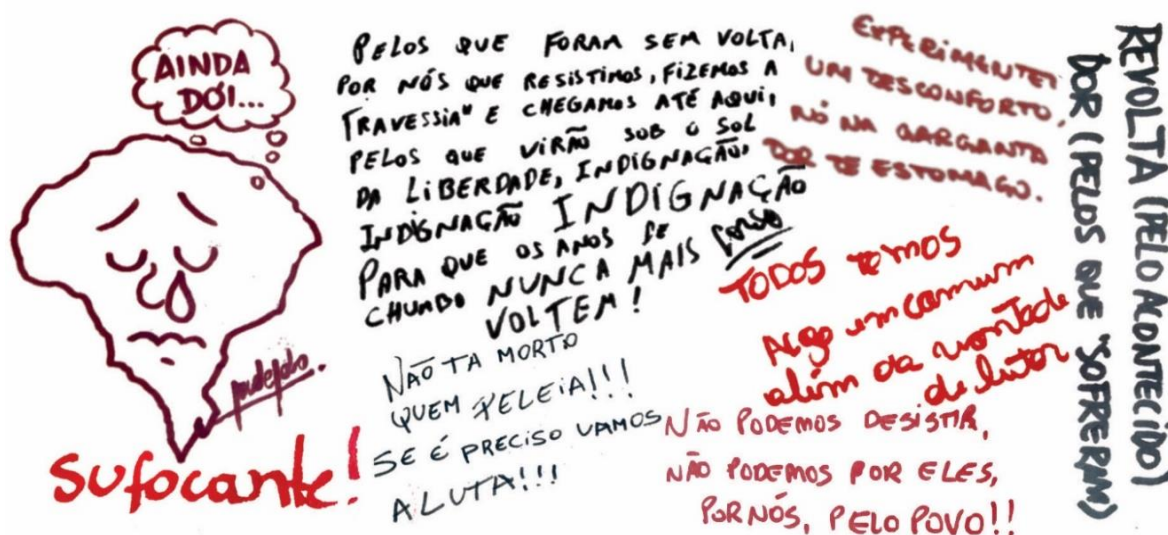 AINDA
DÓI...
Sufocante!
PELOS QUE FORAM SEM VOLTA,
POR NÓS QUE RESISTIMOS, FIZEMOS A
TRAVESSIA" E CHEGAMOS ATÉ AQUI,
PELOS QUE VIRÃO SOB O SOL
DA LIBERDADE, INDIGNAÇÃO,
INDIGNAÇÃO INDIGNAÇÃO
PARA QUE OS ANOS DE
CHUMBO NUNCA MAIS
VOLTEM!
NÃO TA MORTO
QUEM PELEIA!!!
SE É PRECISO VAMOS
A LUTA!!!
EXPERIMENTEI
UM DESCONFORTO,
NÓ NA GARGANTA
DOR DE ESTOMAGO.
TODOS TEMOS
Algo em comum
além da vontade
de lutar
NÃO PODEMOS DESISTIR,
NÃO PODEMOS POR ELES,
POR NÓS, PELO POVO!!
REVOLTA (PELO ACONTECIDO)
DOR (PELOS QUE "SOFRERAM)